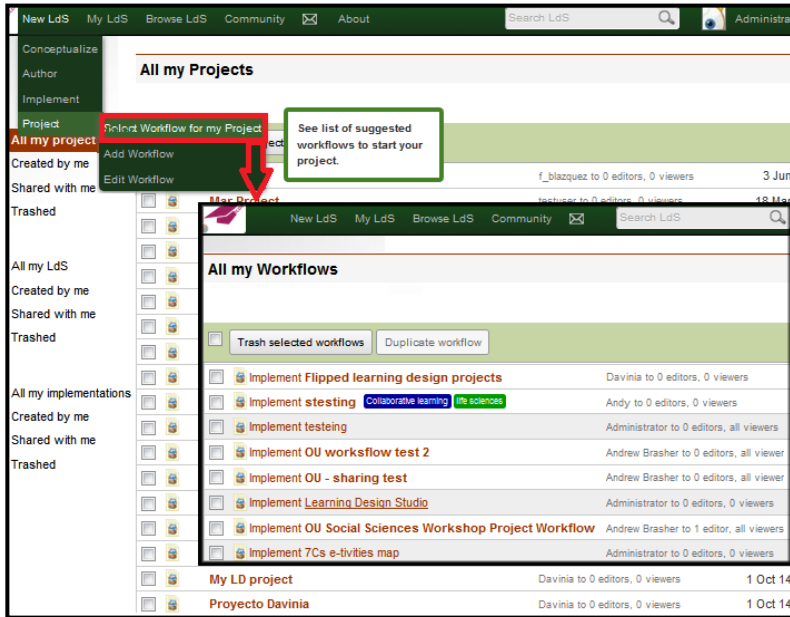 New LdS My LdS Browse LdS Community About Search LdS
Conceptualize
Author
Implement
Project
Select Workflow for my Project
Add Workflow
Edit Workflow
See list of suggested
workflows to start your
project.
All my Projects
f_blazquez to 0 editors, 0 viewers 3 Jun
Mar Project testuser to 0 editors, 0 viewers 18 Mar
All my project
Created by me
Shared with me
Trashed
All my LdS
Created by me
Shared with me
Trashed
All my implementations
Created by me
Shared with me
Trashed
New LdS My LdS Browse LdS Community Search LdS
All my Workflows
Trash selected workflows Duplicate workflow
Implement Flipped learning design projects Davinia to 0 editors, 0 viewers
Implement stesting Collaborative learning life sciences Andy to 0 editors, 0 viewers
Implement testeing Administrator to 0 editors, all viewers
Implement OU worksflow test 2 Andrew Brasher to 0 editors, all viewer
Implement OU - sharing test Andrew Brasher to 0 editors, all viewer
Implement Learning Design Studio Administrator to 0 editors, 0 viewers
Implement OU Social Sciences Workshop Project Workflow Andrew Brasher to 1 editor, all viewers
Implement 7Cs e-tivities map Administrator to 0 editors, 0 viewers
My LD project Davinia to 0 editors, 0 viewers 1 Oct 14
Proyecto Davinia Davinia to 0 editors, 0 viewers 1 Oct 14